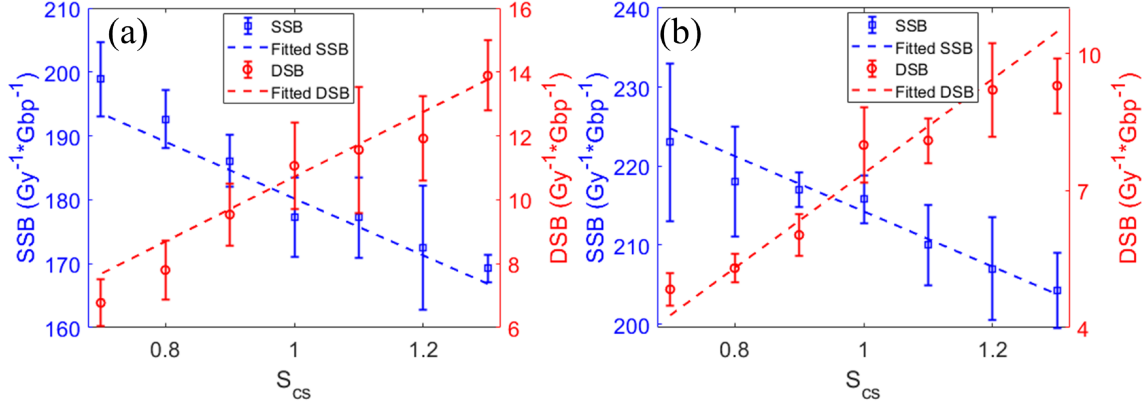 (a)
SSB
Fitted SSB
DSB
Fitted DSB
210
200
190
180
170
160
SSB (Gy⁻¹*Gbp⁻¹)
16
14
12
10
8
6
DSB (Gy⁻¹*Gbp⁻¹)
0.8 1 1.2
S_cs
(b)
SSB
Fitted SSB
DSB
Fitted DSB
240
230
220
210
200
SSB (Gy⁻¹*Gbp⁻¹)
10
7
4
DSB (Gy⁻¹*Gbp⁻¹)
0.8 1 1.2
S_cs